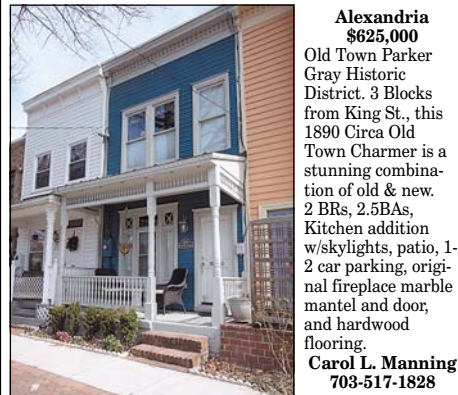 Alexandria
$625,000
Old Town Parker
Gray Historic
District. 3 Blocks
from King St., this
1890 Circa Old
Town Charmer is a
stunning combina-
tion of old & new.
2 BRs, 2.5BAs,
Kitchen addition
w/skylights, patio, 1-
2 car parking, origi-
nal fireplace marble
mantel and door,
and hardwood
flooring.
Carol L. Manning
703-517-1828